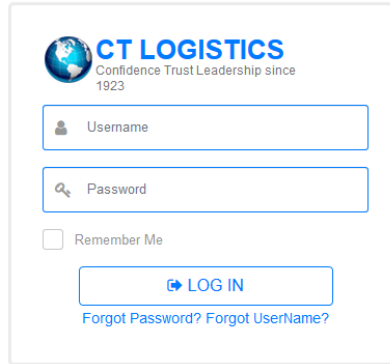 CT LOGISTICS
Confidence Trust Leadership since
1923
Username
Password
Remember Me
LOG IN
Forgot Password? Forgot UserName?